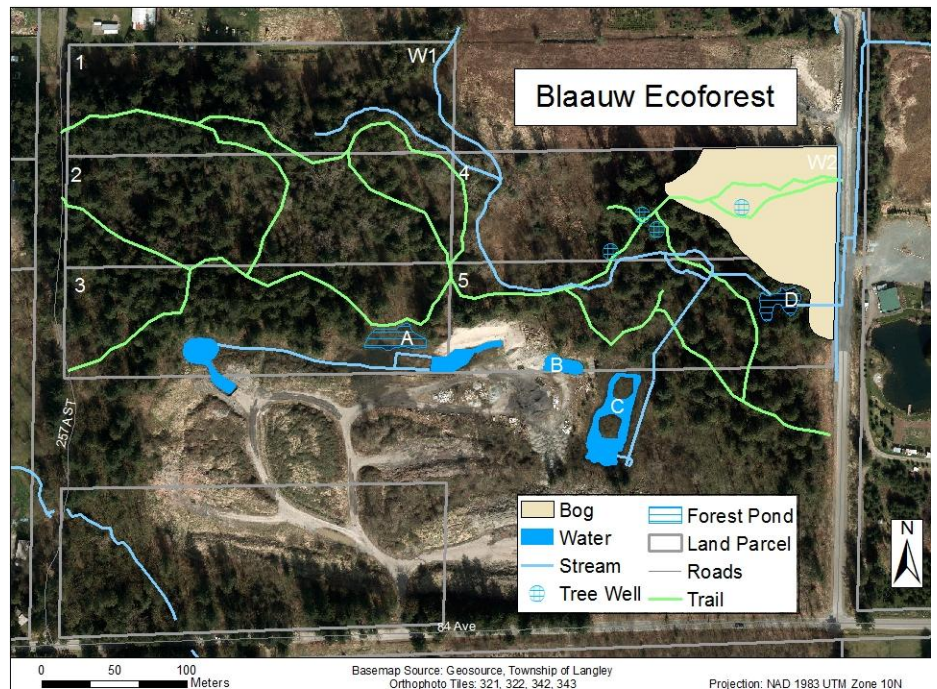 1
W1
Blaauw Ecoforest
2
4
W2
3
5
D
A
B
C
257A ST
Bog
Water
Stream
Tree Well
Forest Pond
Land Parcel
Roads
Trail
N
84 Ave
0 50 100
Meters
Basemap Source: Geosource, Township of Langley
Orthophoto Tiles: 321, 322, 342, 343
Projection: NAD 1983 UTM Zone 10N